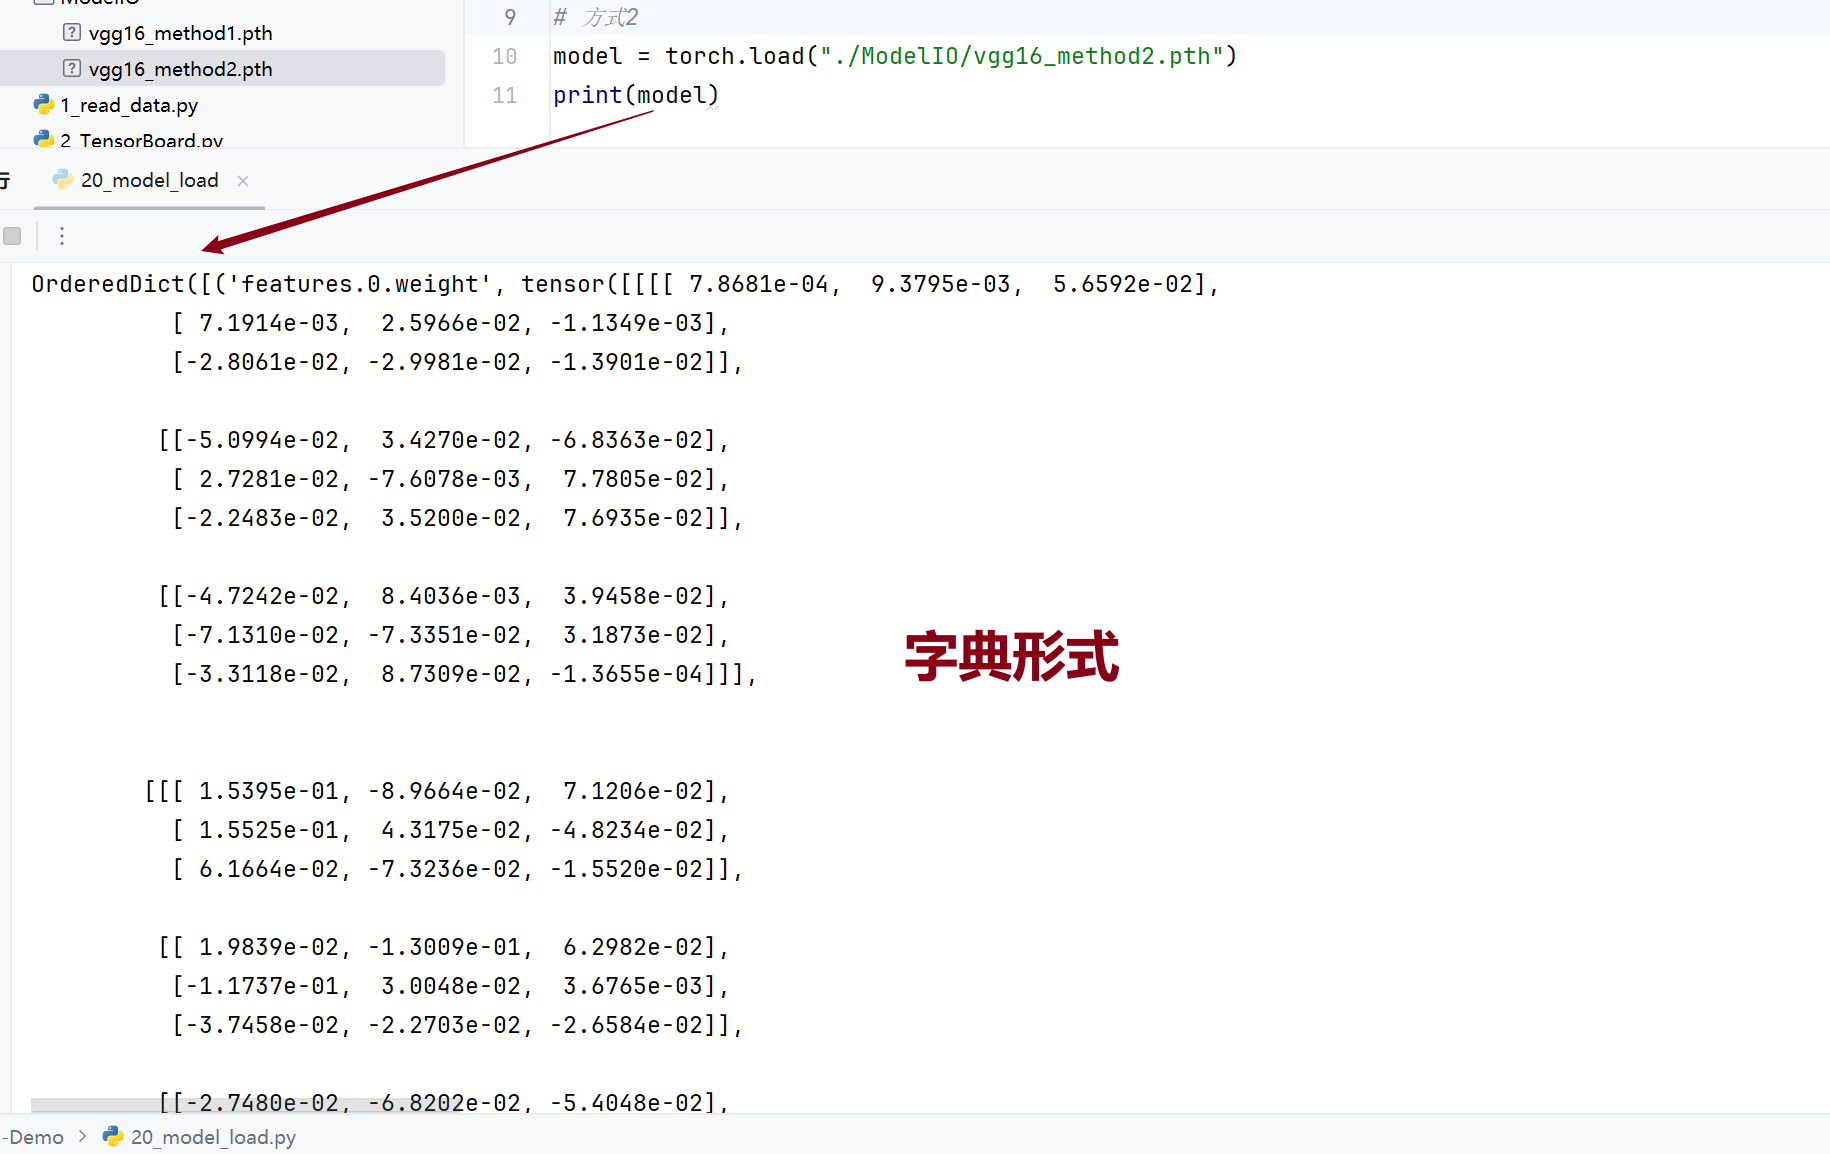 ModelIO
vgg16_method1.pth
vgg16_method2.pth
1_read_data.py
2_TensorBoard.py
9 # 方式2
10 model = torch.load("./ModelIO/vgg16_method2.pth")
11 print(model)
行 20_model_load
OrderedDict([('features.0.weight', tensor([[[[ 7.8681e-04,  9.3795e-03,  5.6592e-02],
[ 7.1914e-03,  2.5966e-02, -1.1349e-03],
[-2.8061e-02, -2.9981e-02, -1.3901e-02]],
[[-5.0994e-02,  3.4270e-02, -6.8363e-02],
[ 2.7281e-02, -7.6078e-03,  7.7805e-02],
[-2.2483e-02,  3.5200e-02,  7.6935e-02]],
[[-4.7242e-02,  8.4036e-03,  3.9458e-02],
[-7.1310e-02, -7.3351e-02,  3.1873e-02],
[-3.3118e-02,  8.7309e-02, -1.3655e-04]]],
字典形式
[[[ 1.5395e-01, -8.9664e-02,  7.1206e-02],
[ 1.5525e-01,  4.3175e-02, -4.8234e-02],
[ 6.1664e-02, -7.3236e-02, -1.5520e-02]],
[[ 1.9839e-02, -1.3009e-01,  6.2982e-02],
[-1.1737e-01,  3.0048e-02,  3.6765e-03],
[-3.7458e-02, -2.2703e-02, -2.6584e-02]],
[[-2.7480e-02, -6.8202e-02, -5.4048e-02],
-Demo > 20_model_load.py